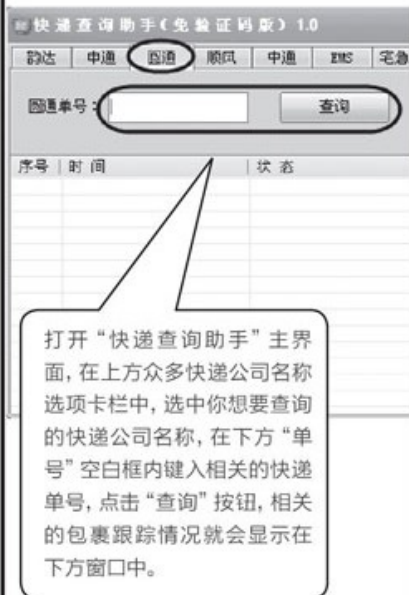 快递查询助手(免验证码版) 1.0
韵达 申通 圆通 顺风 中通 EMS 宅急
圆通单号: 查询
序号 时间 状态
打开“快递查询助手”主界
面,在上方众多快递公司名称
选项卡栏中,选中你想要查询
的快递公司名称,在下方“单
号”空白框内键入相关的快递
单号,点击“查询”按钮,相关
的包裹跟踪情况就会显示在
下方窗口中。